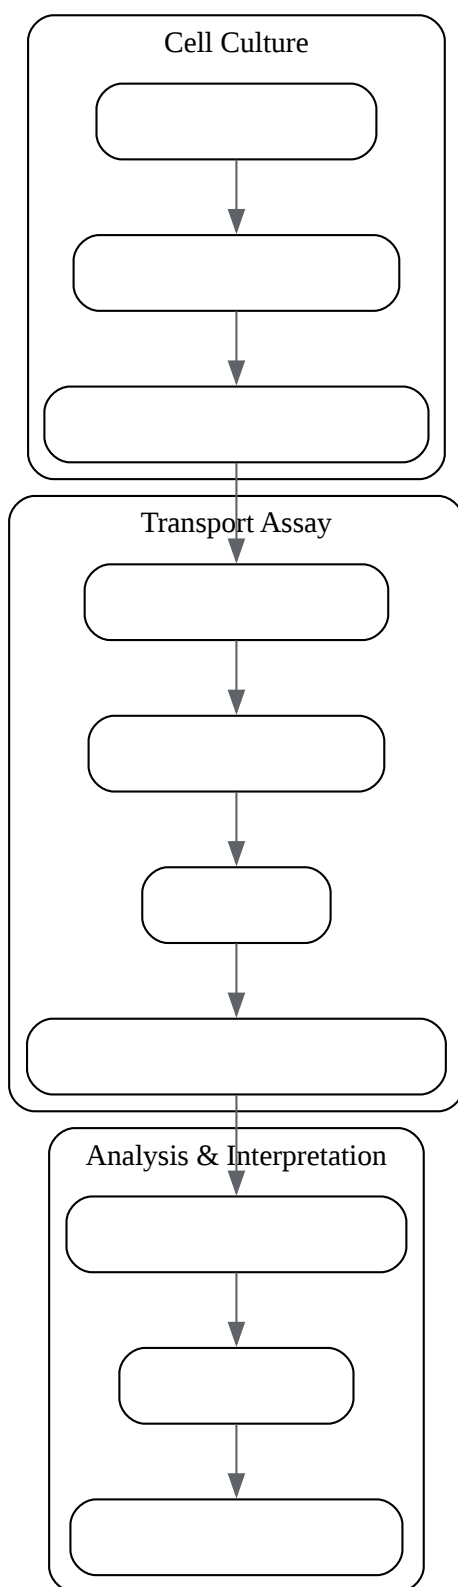 Cell Culture
Transport Assay
Analysis & Interpretation